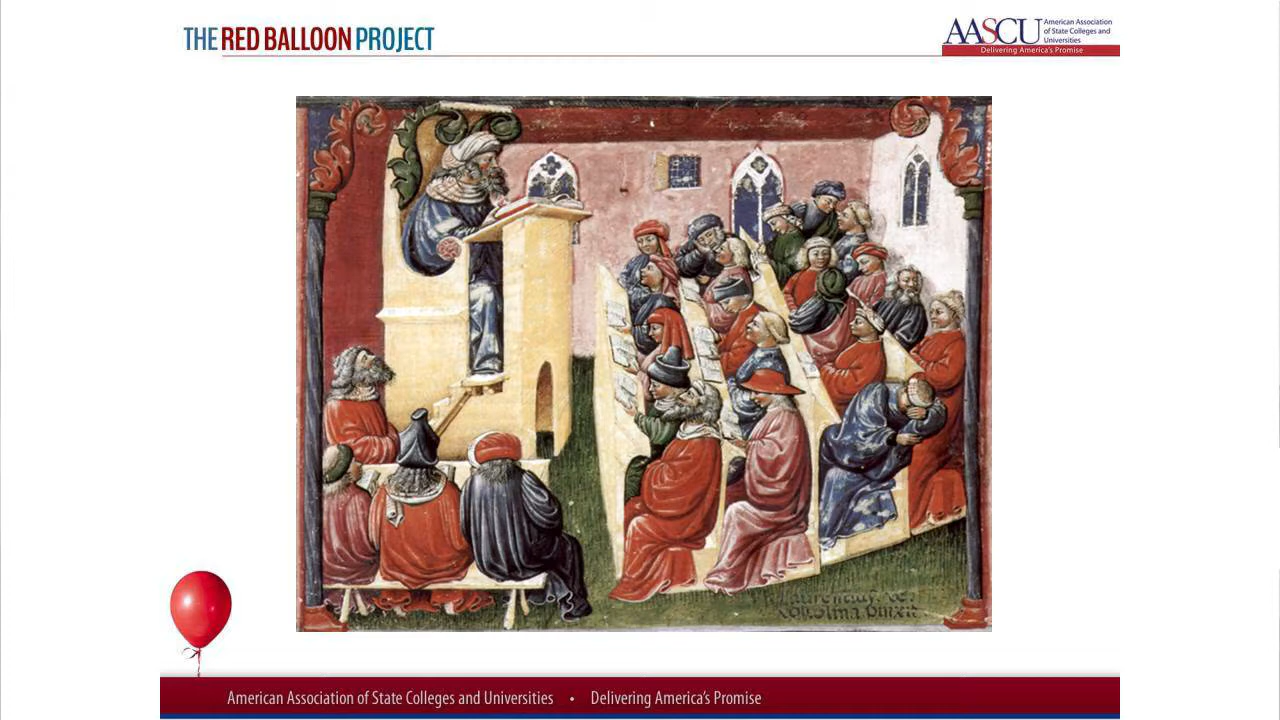 THE RED BALLOON PROJECT
AASCU
American Association
of State Colleges and
Universities
Delivering America's Promise
American Association of State Colleges and Universities • Delivering America's Promise